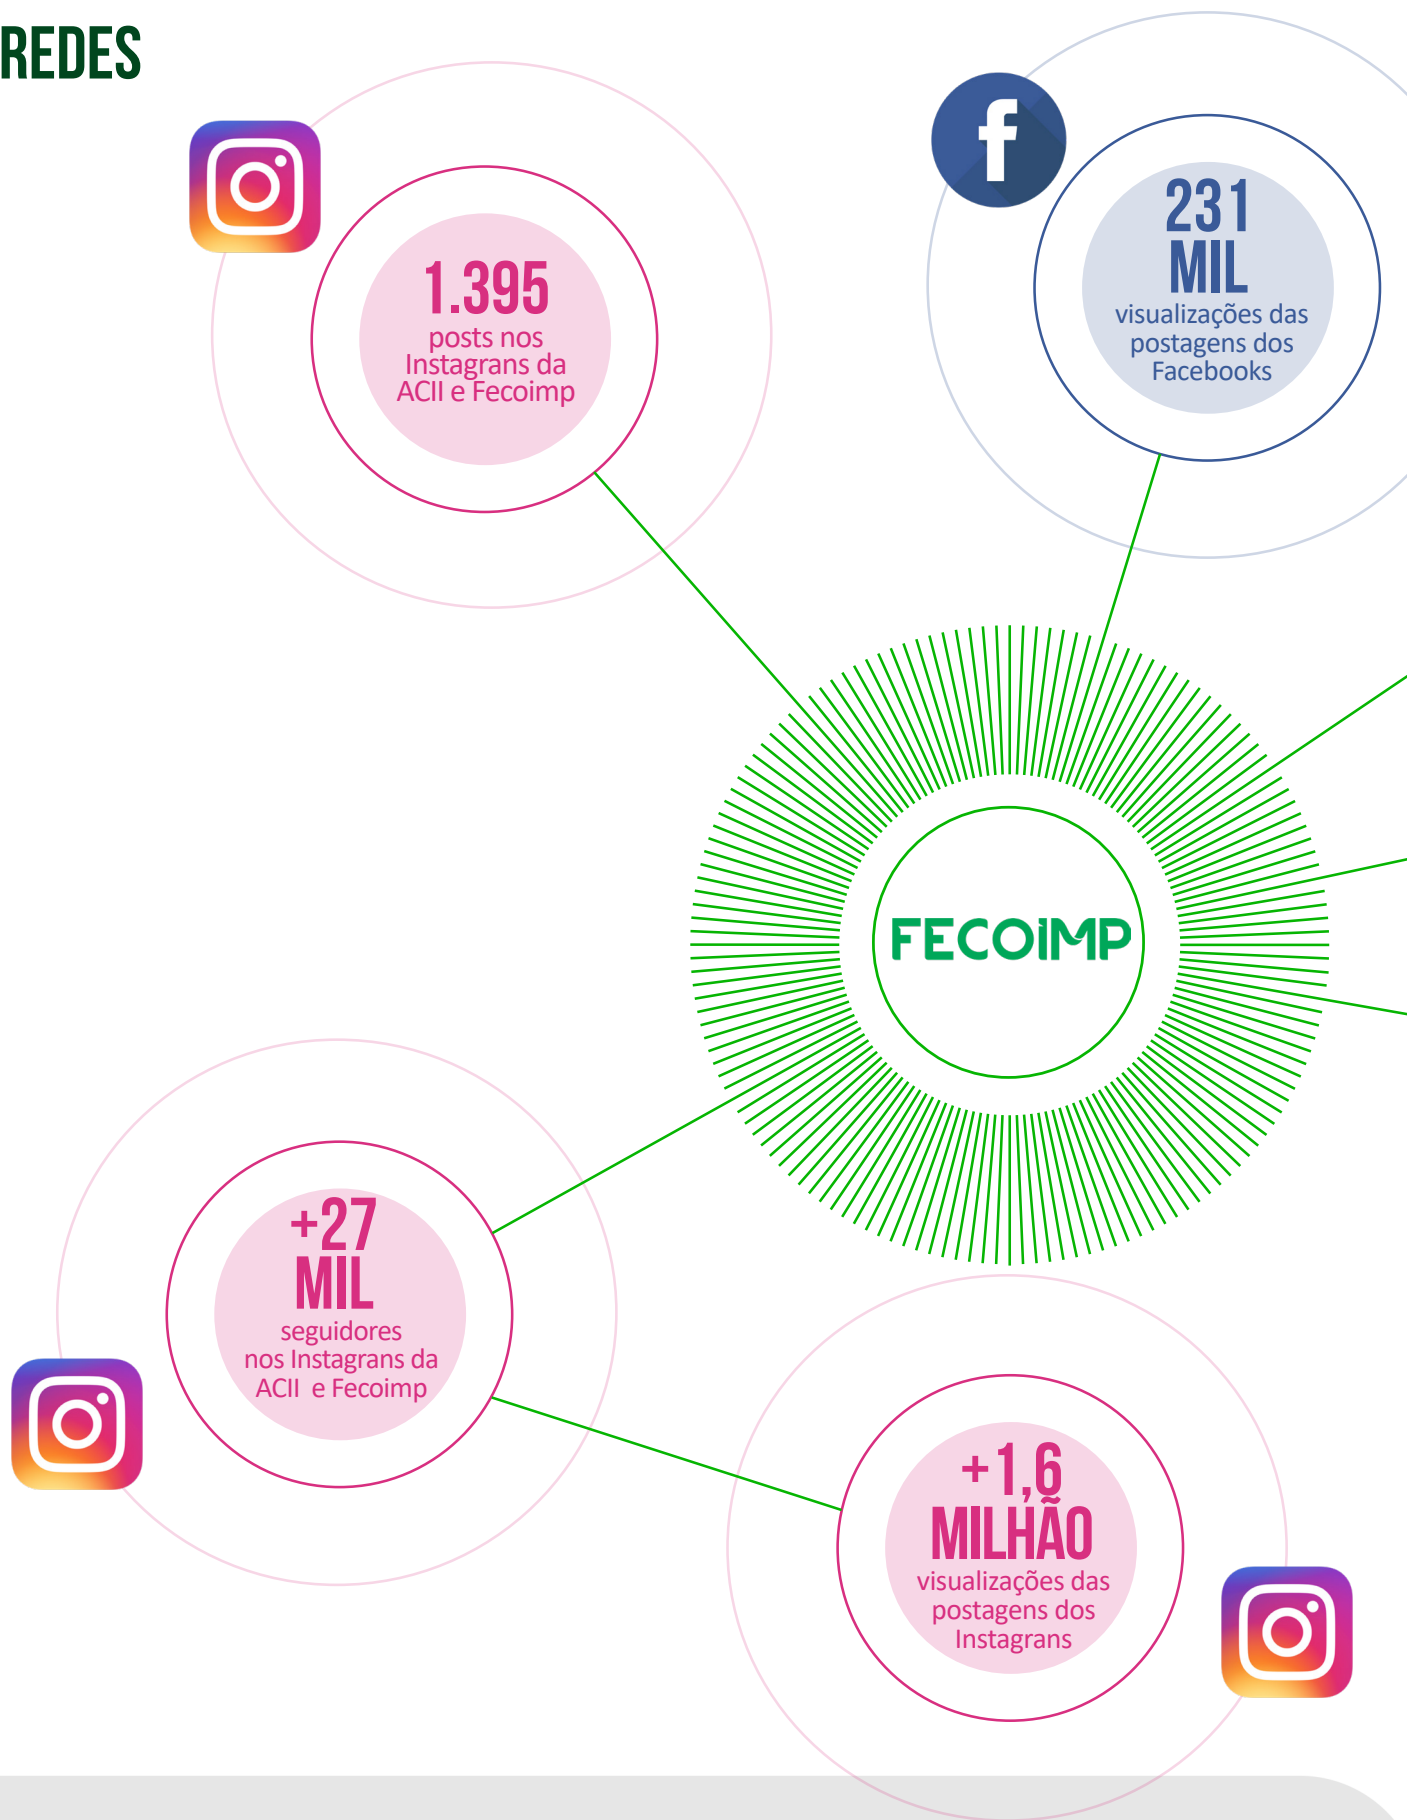 REDES
1.395
posts nos
Instagrans da
ACII e Fecoimp
231
MIL
visualizações das
postagens dos
Facebooks
FECOiMP
+27
MIL
seguidores
nos Instagrans da
ACII e Fecoimp
+1,6
MILHÃO
visualizações das
postagens dos
Instagrans